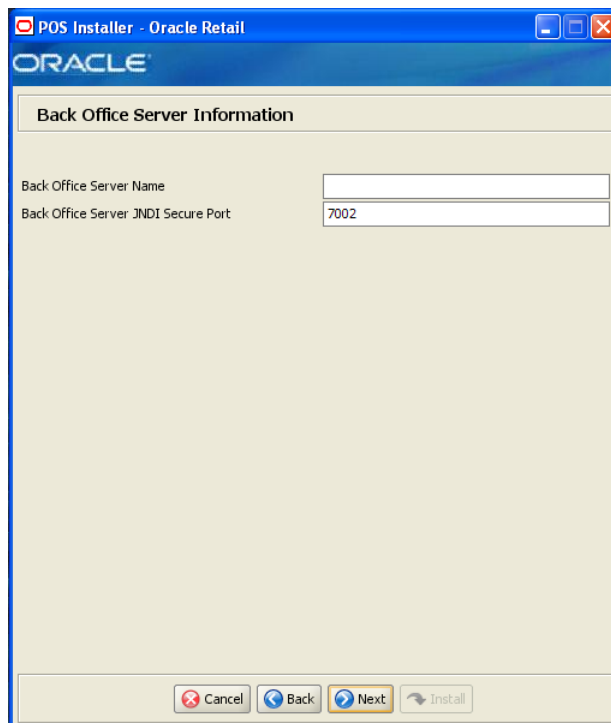 POS Installer - Oracle Retail
ORACLE
Back Office Server Information
Back Office Server Name
Back Office Server JNDI Secure Port 7002
Cancel Back Next Install